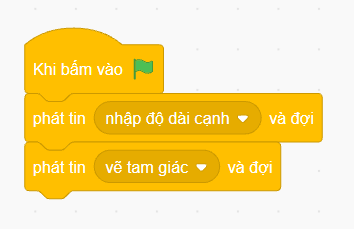 Khi bấm vào
phát tin nhập độ dài cạnh và đợi
phát tin vẽ tam giác và đợi